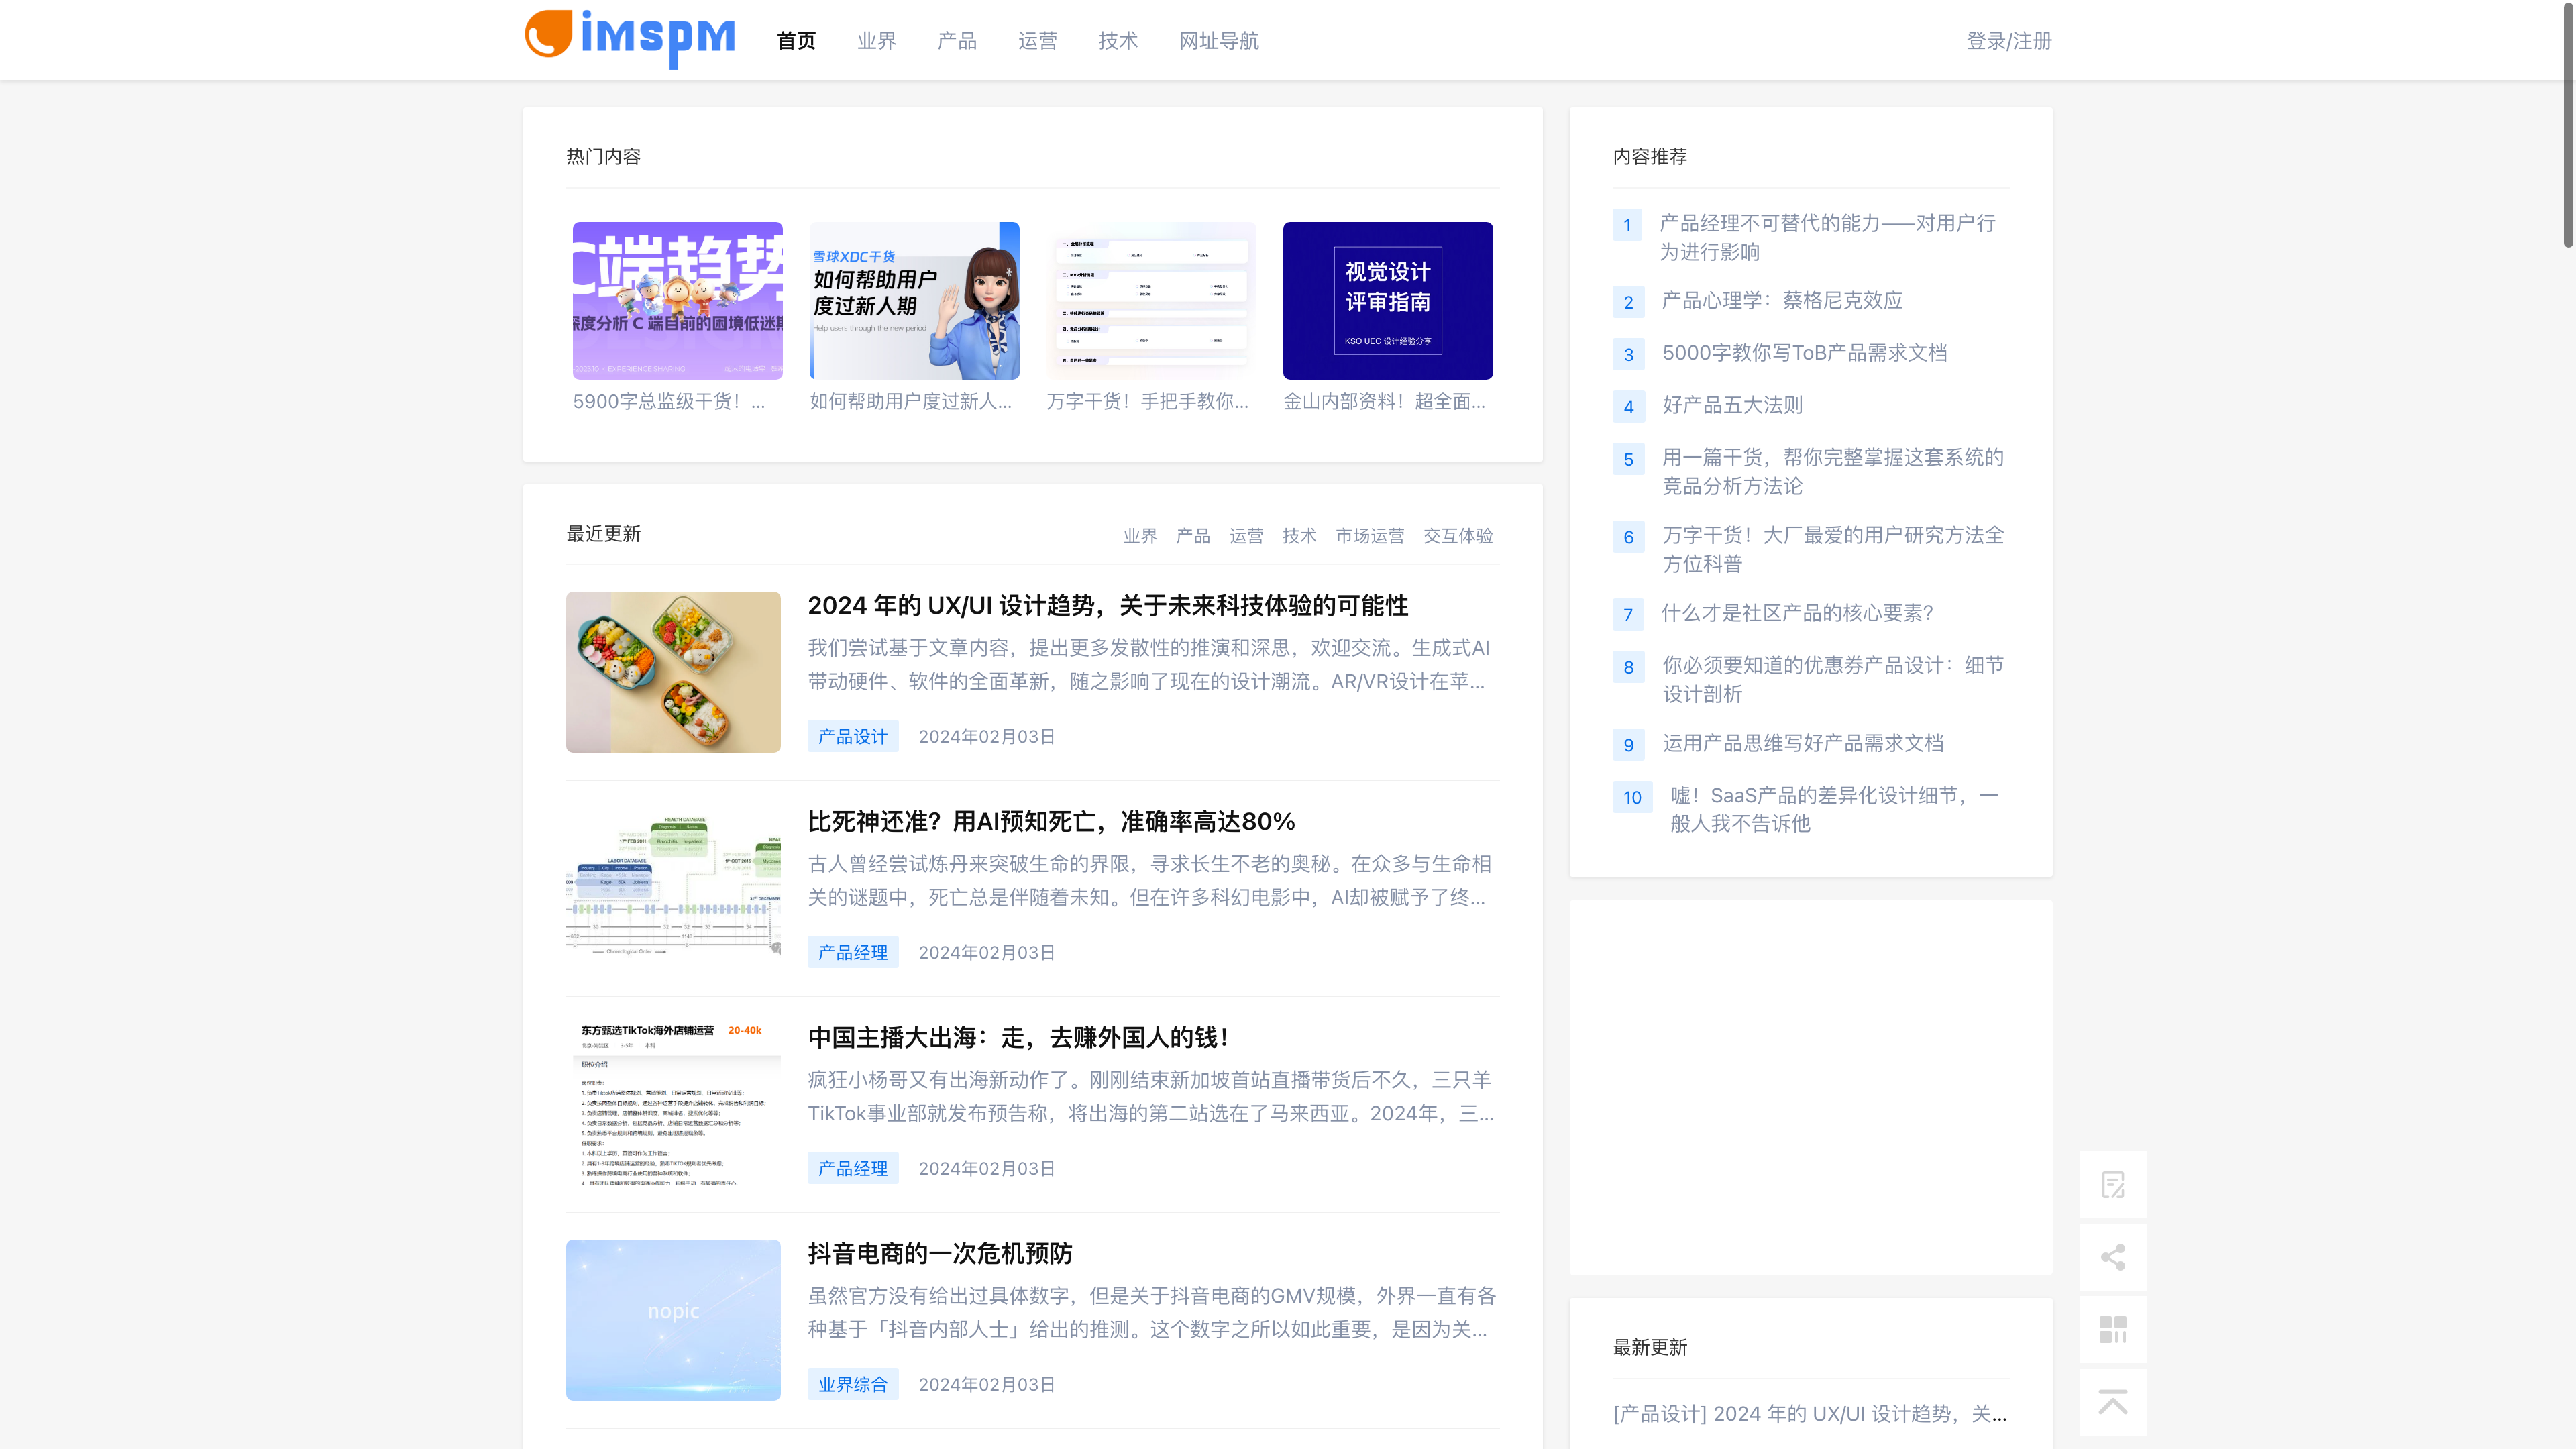 imspm
首页
业界
产品
运营
技术
网址导航
登录/注册
热门内容
C端趋势
深度分析 C 端目前的困境低迷期
5900字总监级干货！...
雪球XDC干货
如何帮助用户
度过新人期
Help users through the new period
如何帮助用户度过新人...
万字干货！手把手教你...
视觉设计
评审指南
KSO UEC 设计经验分享
金山内部资料！超全面...
最近更新
业界 产品 运营 技术 市场运营 交互体验
2024 年的 UX/UI 设计趋势，关于未来科技体验的可能性
我们尝试基于文章内容，提出更多发散性的推演和深思，欢迎交流。生成式AI
带动硬件、软件的全面革新，随之影响了现在的设计潮流。AR/VR设计在苹...
产品设计 2024年02月03日
HEALTH DATABASE
LABOR DATABASE
Chronological Order
比死神还准？用AI预知死亡，准确率高达80%
古人曾经尝试炼丹来突破生命的界限，寻求长生不老的奥秘。在众多与生命相
关的谜题中，死亡总是伴随着未知。但在许多科幻电影中，AI却被赋予了终...
产品经理 2024年02月03日
东方甄选TikTok海外店铺运营 20-40k
职位介绍
中国主播大出海：走，去赚外国人的钱！
疯狂小杨哥又有出海新动作了。刚刚结束新加坡首站直播带货后不久，三只羊
TikTok事业部就发布预告称，将出海的第二站选在了马来西亚。2024年，三...
产品经理 2024年02月03日
nopic
抖音电商的一次危机预防
虽然官方没有给出过具体数字，但是关于抖音电商的GMV规模，外界一直有各
种基于「抖音内部人士」给出的推测。这个数字之所以如此重要，是因为关...
业界综合 2024年02月03日
内容推荐
1 产品经理不可替代的能力——对用户行
为进行影响
2 产品心理学：蔡格尼克效应
3 5000字教你写ToB产品需求文档
4 好产品五大法则
5 用一篇干货，帮你完整掌握这套系统的
竞品分析方法论
6 万字干货！大厂最爱的用户研究方法全
方位科普
7 什么才是社区产品的核心要素?
8 你必须要知道的优惠券产品设计：细节
设计剖析
9 运用产品思维写好产品需求文档
10 嘘！SaaS产品的差异化设计细节，一
般人我不告诉他
最新更新
[产品设计] 2024 年的 UX/UI 设计趋势，关...